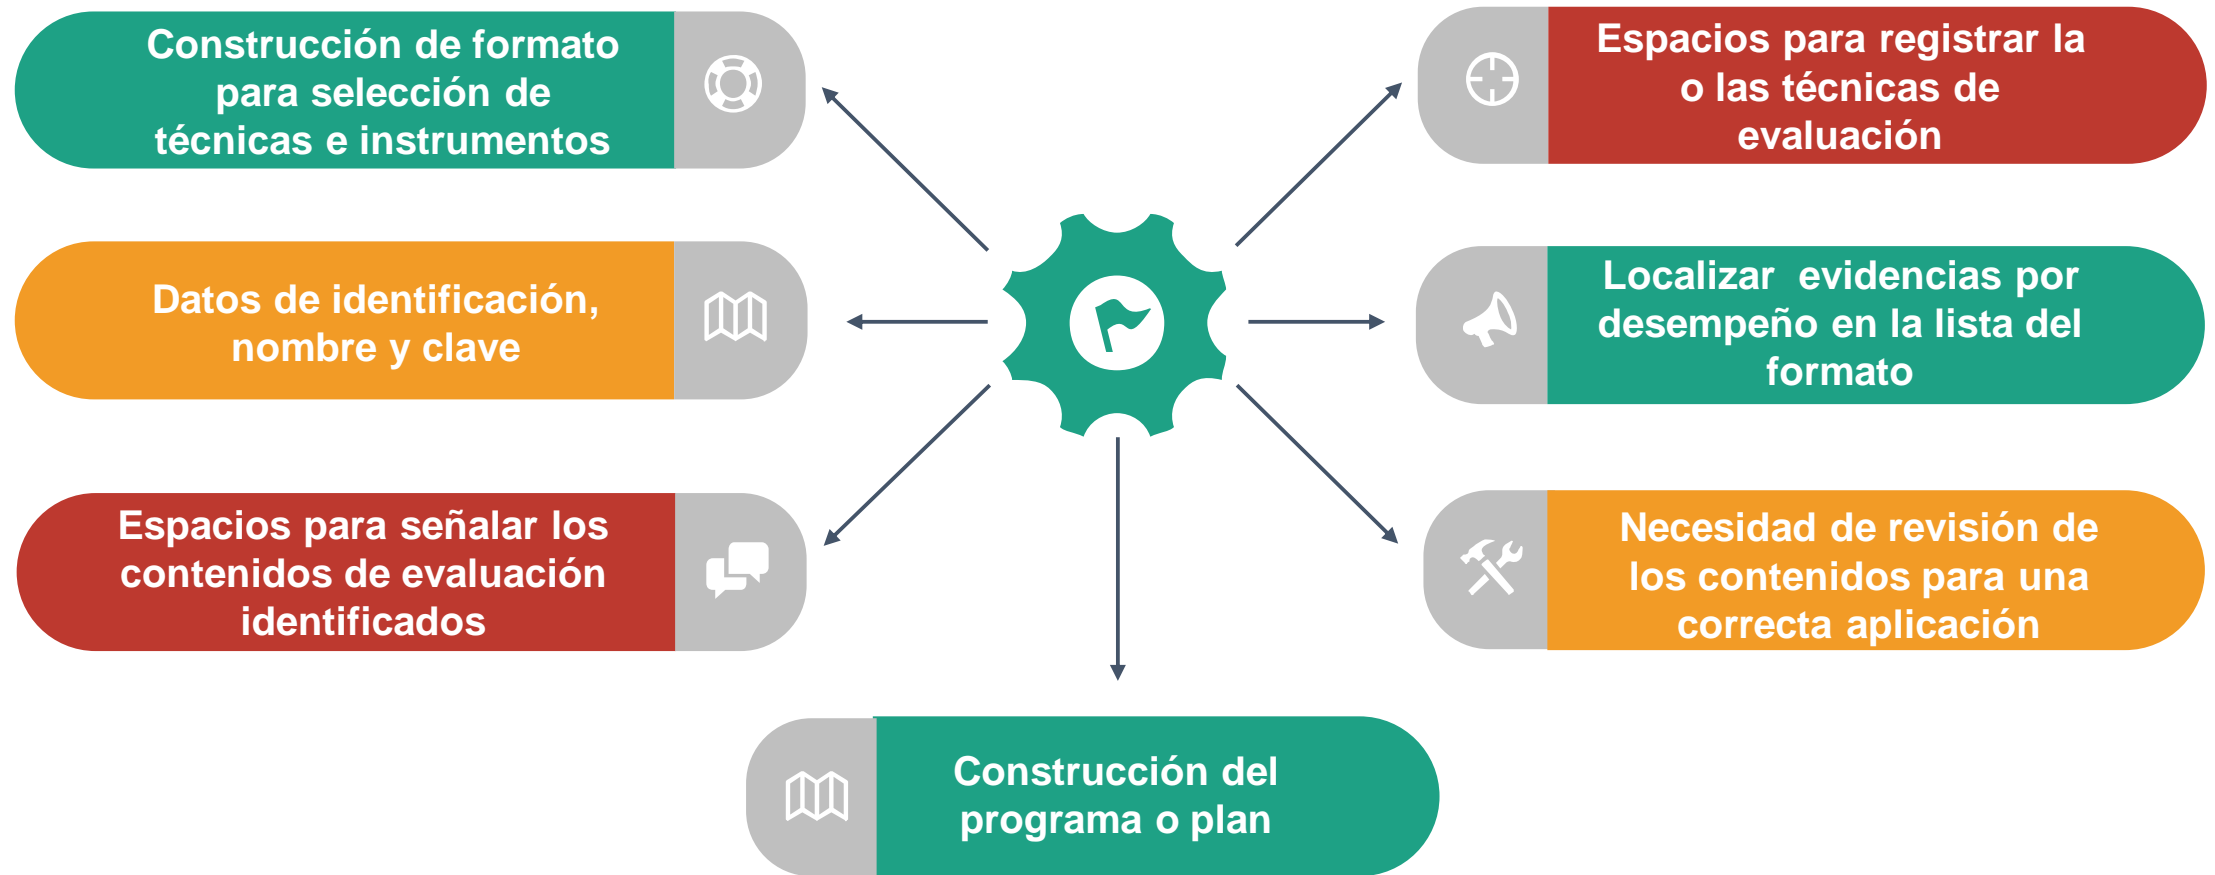 Construcción de formato
para selección de
técnicas e instrumentos
Datos de identificación,
nombre y clave
Espacios para señalar los
contenidos de evaluación
identificados
Espacios para registrar la
o las técnicas de
evaluación
Localizar evidencias por
desempeño en la lista del
formato
Necesidad de revisión de
los contenidos para una
correcta aplicación
Construcción del
programa o plan